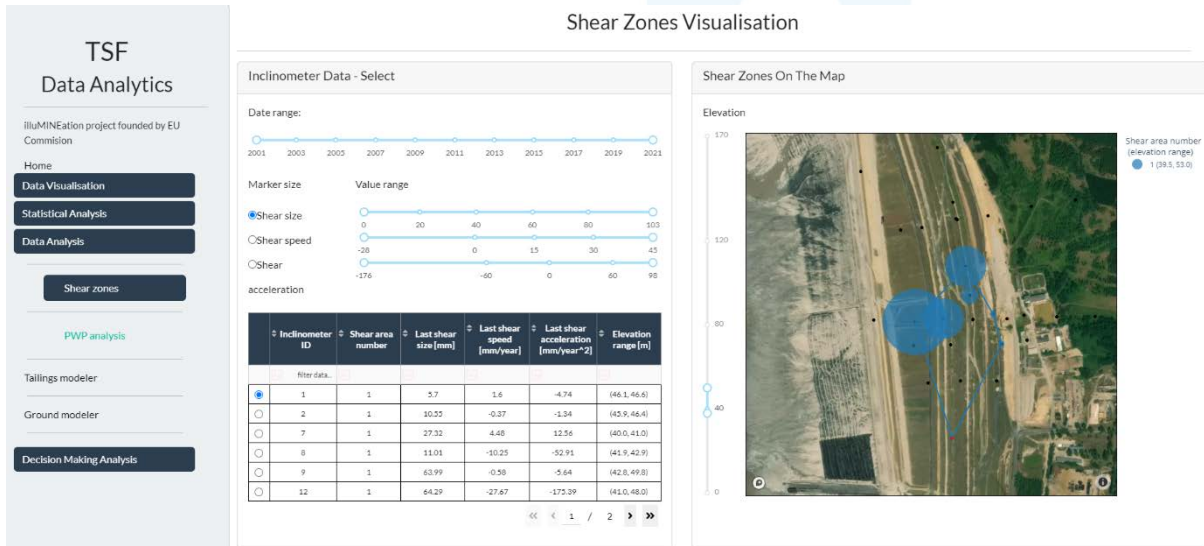 Shear Zones Visualisation
TSF
Data Analytics
illuMINEation project founded by EU
Commision
Home
Data Visualisation
Statistical Analysis
Data Analysis
Shear zones
PWP analysis
Tailings modeler
Ground modeler
Decision Making Analysis
Inclinometer Data - Select
Date range:
2001 2003 2005 2007 2009 2011 2013 2015 2017 2019 2021
Marker size Value range
Shear size
0 20 40 60 80 103
Shear speed
-28 0 15 30 45
Shear
acceleration
-176 -60 0 60 98
Inclinometer ID Shear area number Last shear size [mm] Last shear speed [mm/year] Last shear acceleration [mm/year^2] Elevation range [m]
filter data...
1 1 5.7 1.6 -4.74 (46.1, 46.6)
2 1 10.55 -0.37 -1.34 (45.9, 46.4)
7 1 27.32 4.48 12.56 (40.0, 41.0)
8 1 11.01 -10.25 -52.91 (41.9, 42.9)
9 1 63.99 -0.58 -5.64 (42.8, 49.8)
12 1 64.29 -27.67 -175.39 (41.0, 48.0)
<< < 1 / 2 > >>
Shear Zones On The Map
Elevation
170
120
80
40
0
Shear area number
(elevation range)
1 (39.5, 53.0)